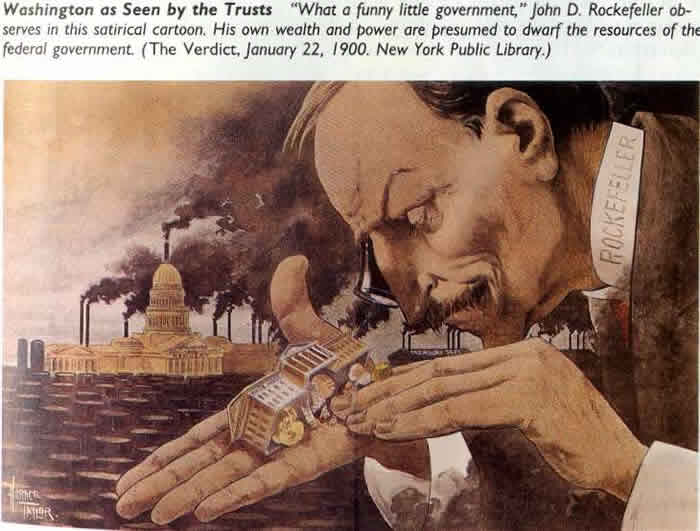 Washington as Seen by the Trusts "What a funny little government," John D. Rockefeller ob-
serves in this satirical cartoon. His own wealth and power are presumed to dwarf the resources of the
federal government. (The Verdict, January 22, 1900. New York Public Library.)
ROCKEFELLER
TREASURY DEPT
$
HORACE
TAYLOR.